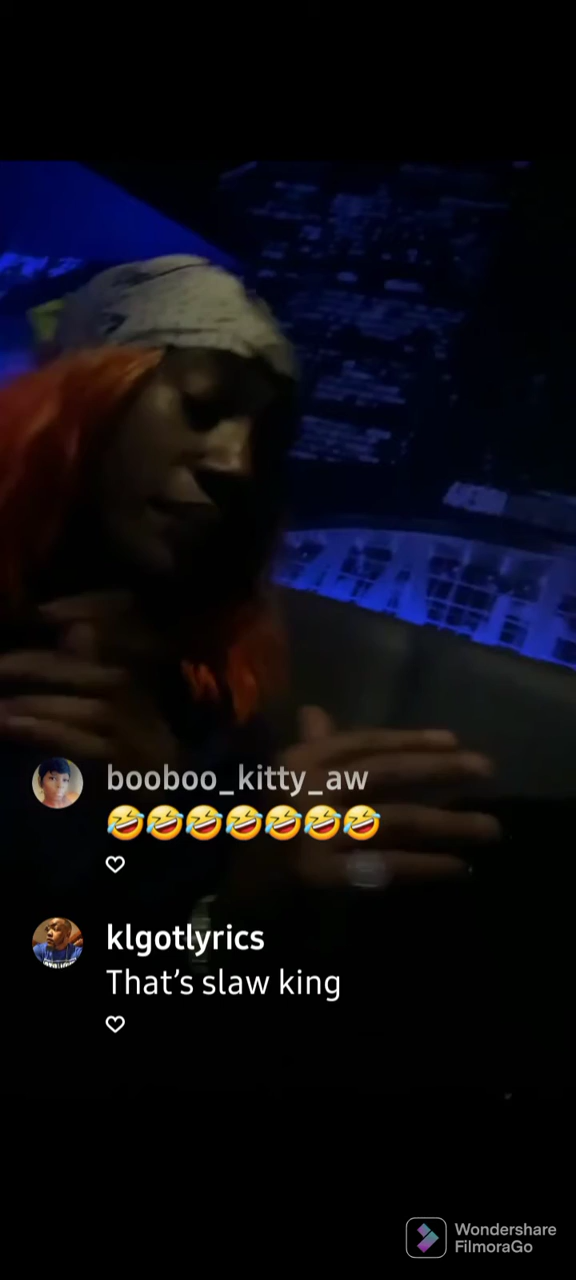 booboo_kitty_aw
🤣🤣🤣🤣🤣🤣🤣
klgotlyrics
That’s slaw king
Wondershare
FilmoraGo